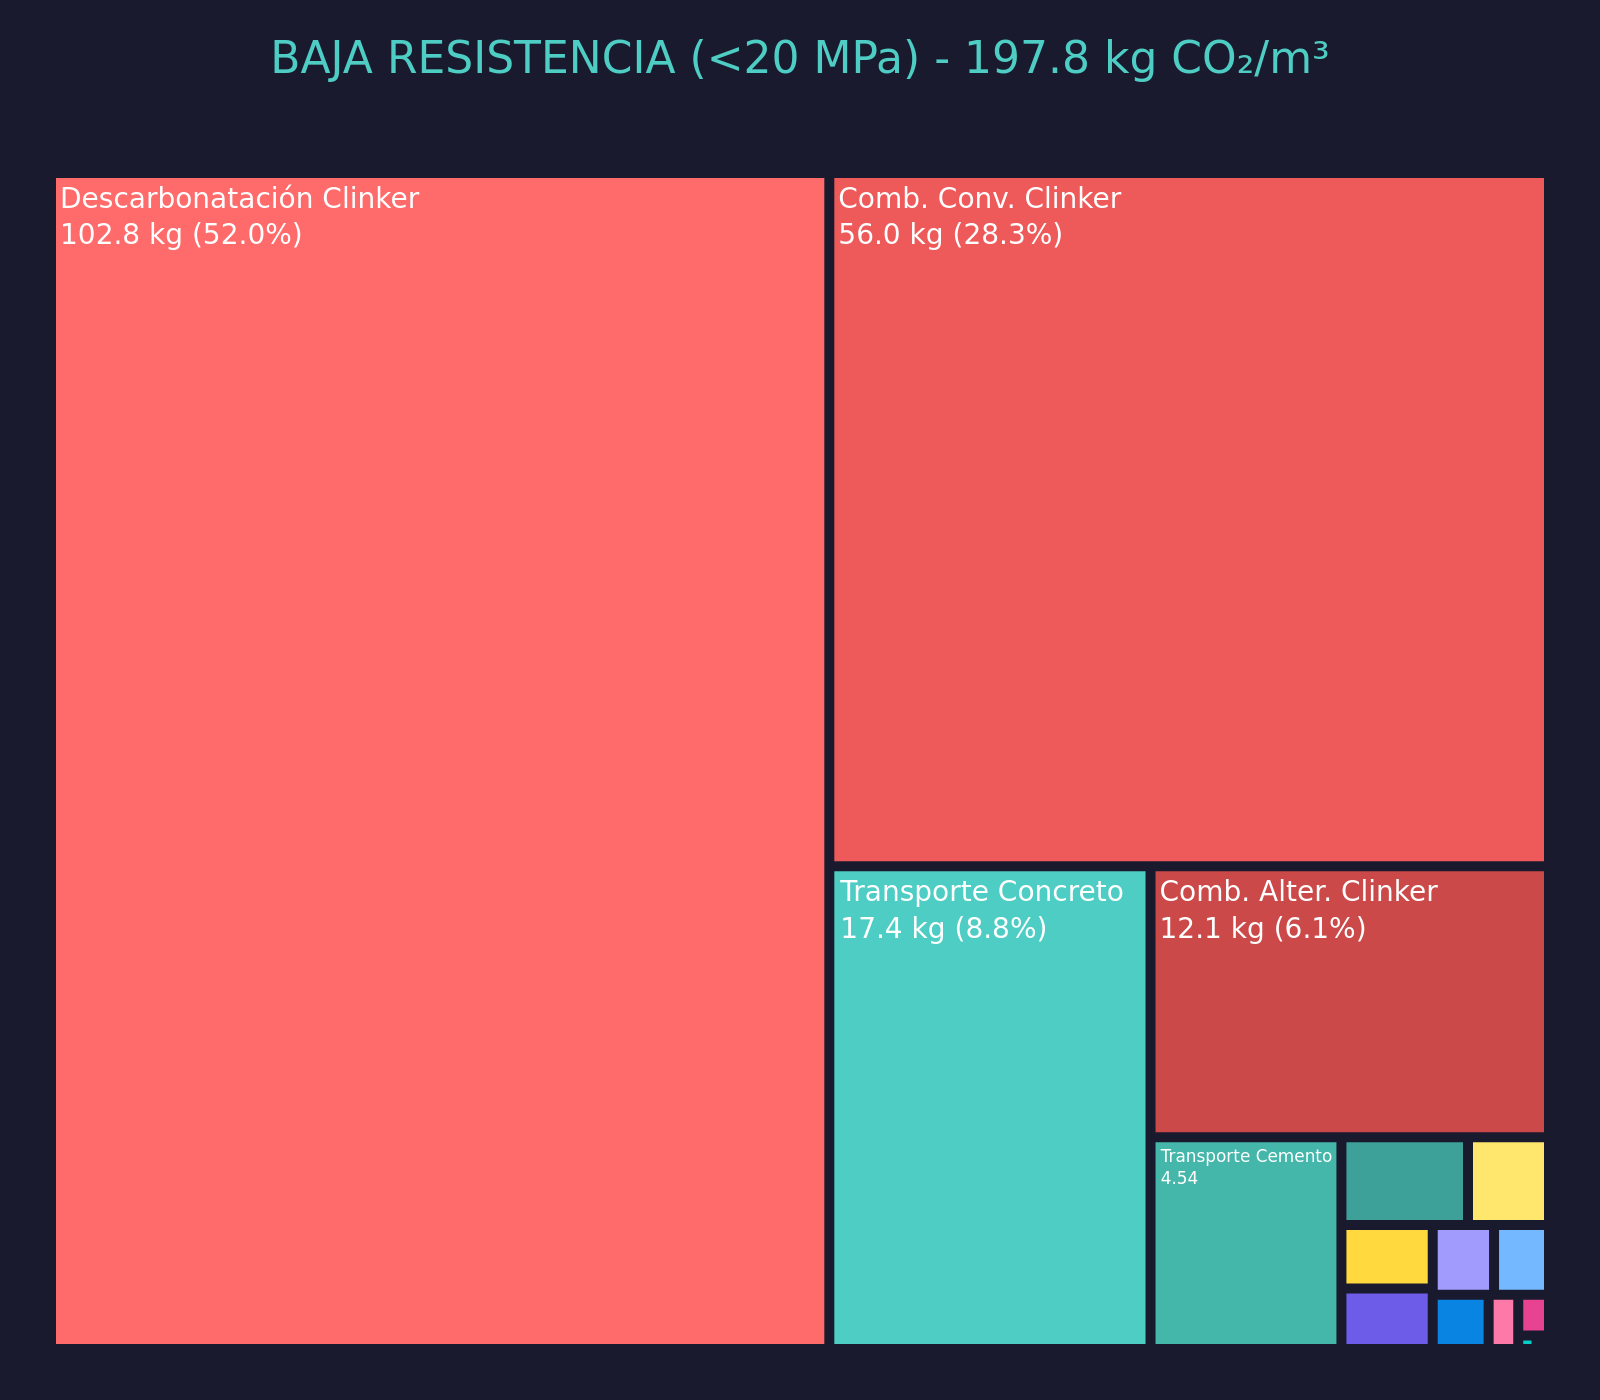 BAJA RESISTENCIA (<20 MPa) - 197.8 kg CO₂/m³
Descarbonatación Clinker
102.8 kg (52.0%)
Comb. Conv. Clinker
56.0 kg (28.3%)
Transporte Concreto
17.4 kg (8.8%)
Comb. Alter. Clinker
12.1 kg (6.1%)
Transporte Cemento
4.54